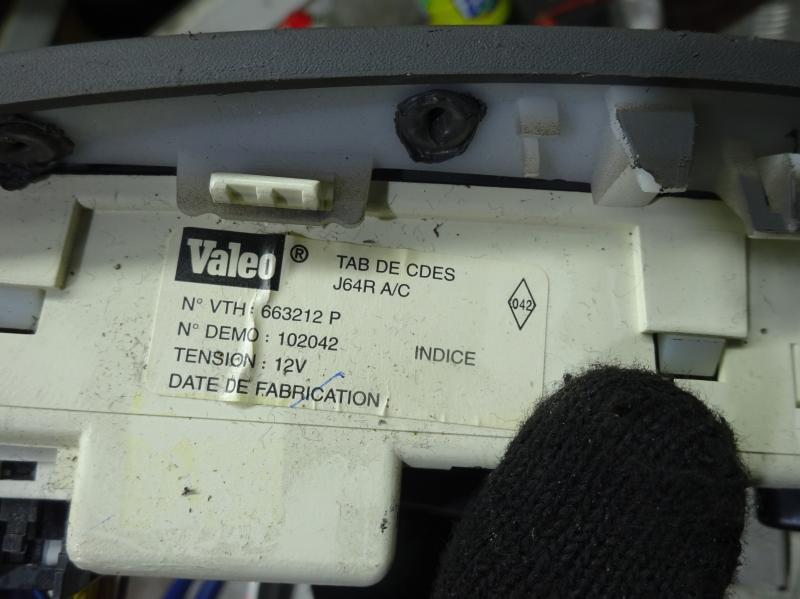 Valeo ® TAB DE CDES
J64R A/C
042
N° VTH : 663212 P
N° DEMO : 102042
INDICE
TENSION : 12V
DATE DE FABRICATION